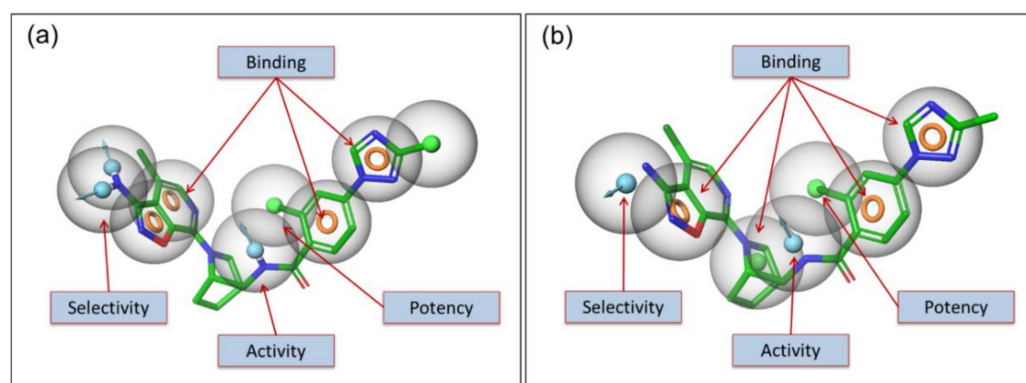 (a)
Binding
Selectivity
Activity
Potency
(b)
Binding
Selectivity
Activity
Potency